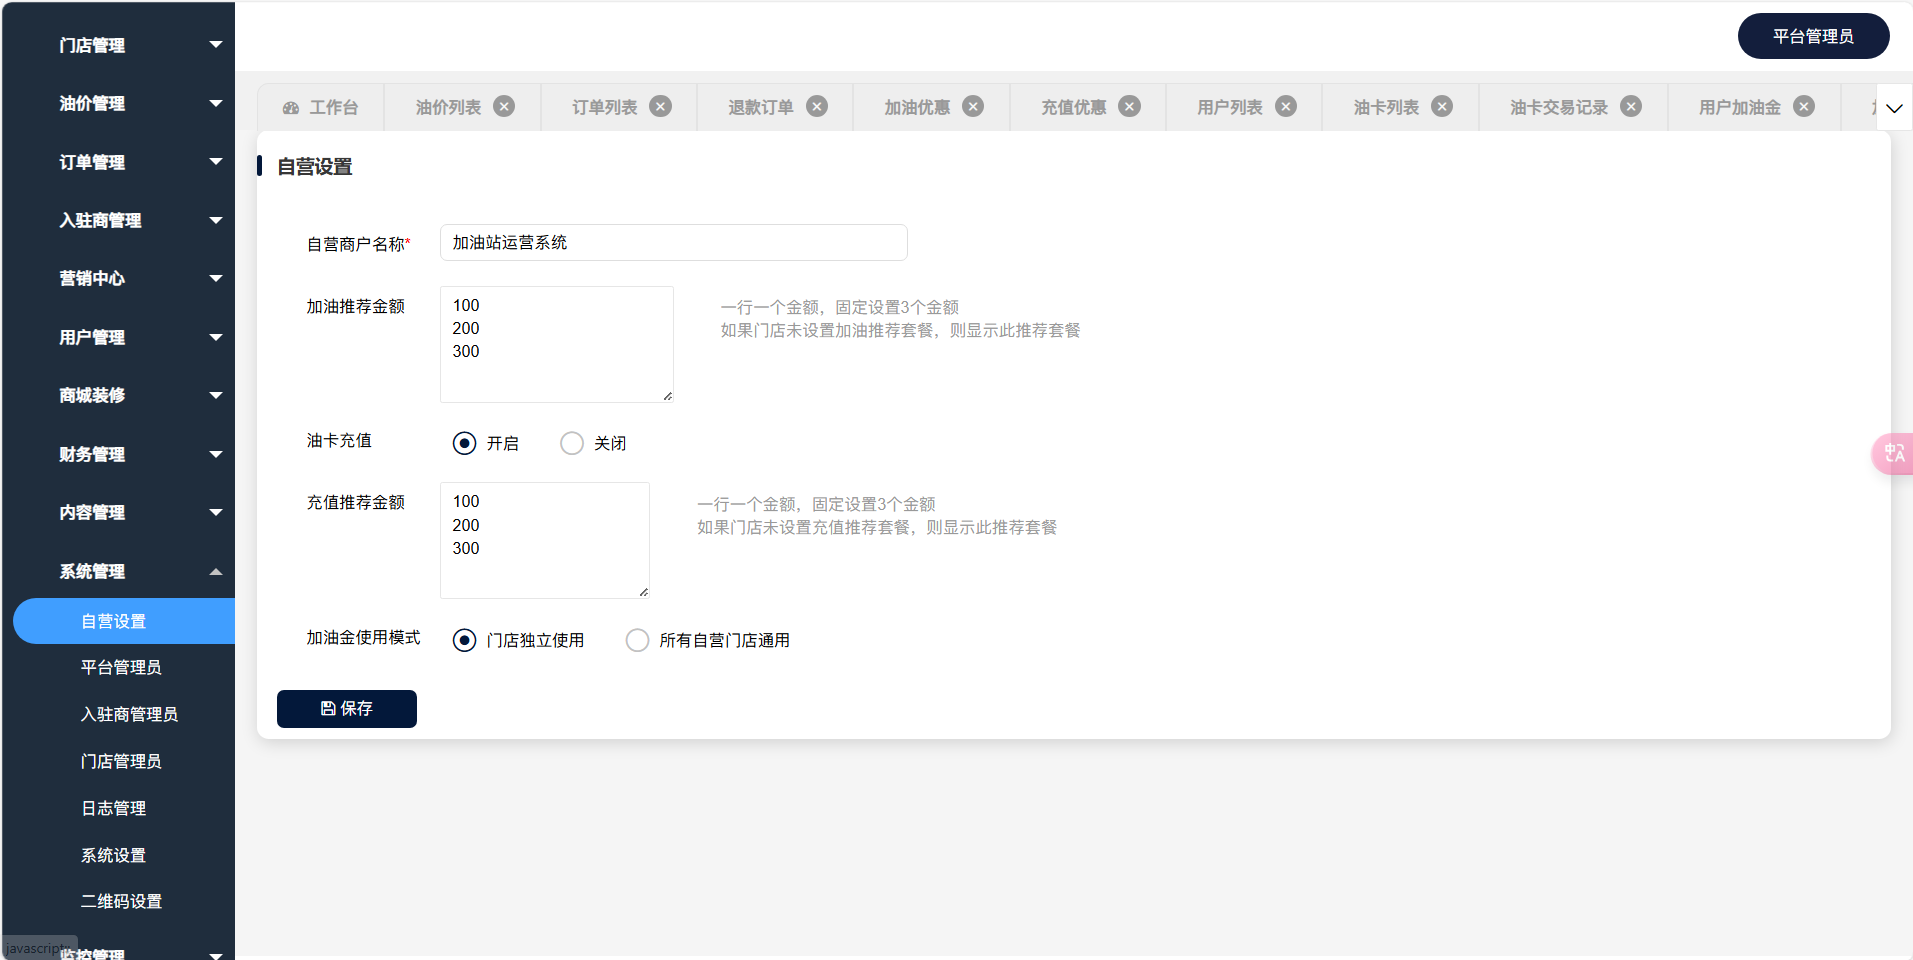 平台管理员
门店管理
油价管理
订单管理
入驻商管理
营销中心
用户管理
商城装修
财务管理
内容管理
系统管理
自营设置
平台管理员
入驻商管理员
门店管理员
日志管理
系统设置
二维码设置
监控管理
javascript:
工作台 油价列表 订单列表 退款订单 加油优惠 充值优惠 用户列表 油卡列表 油卡交易记录 用户加油金
自营设置
自营商户名称* 加油站运营系统
加油推荐金额
100
200
300
一行一个金额，固定设置3个金额
如果门店未设置加油推荐套餐，则显示此推荐套餐
油卡充值 开启 关闭
充值推荐金额
100
200
300
一行一个金额，固定设置3个金额
如果门店未设置充值推荐套餐，则显示此推荐套餐
加油金使用模式 门店独立使用 所有自营门店通用
保存
中A